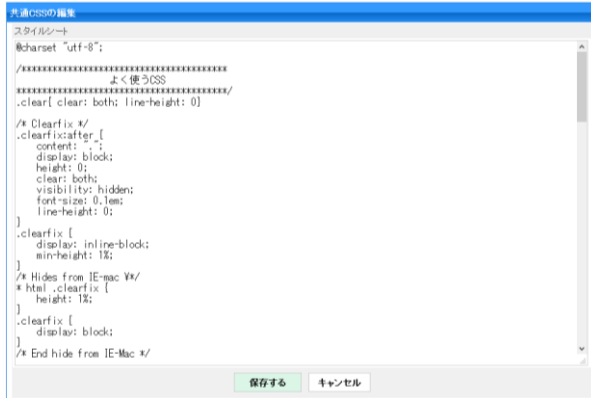 共通CSSの編集
スタイルシート
@charset "utf-8";
/****************************************
よく使うCSS
*****************************************/
.clear{ clear: both; line-height: 0}
/* Clearfix */
.clearfix:after {
content: ".";
display: block;
height: 0;
clear: both;
visibility: hidden;
font-size: 0.1em;
line-height: 0;
}
.clearfix {
display: inline-block;
min-height: 1%;
}
/* Hides from IE-mac ¥*/
* html .clearfix {
height: 1%;
}
.clearfix {
display: block;
}
/* End hide from IE-Mac */
保存する キャンセル